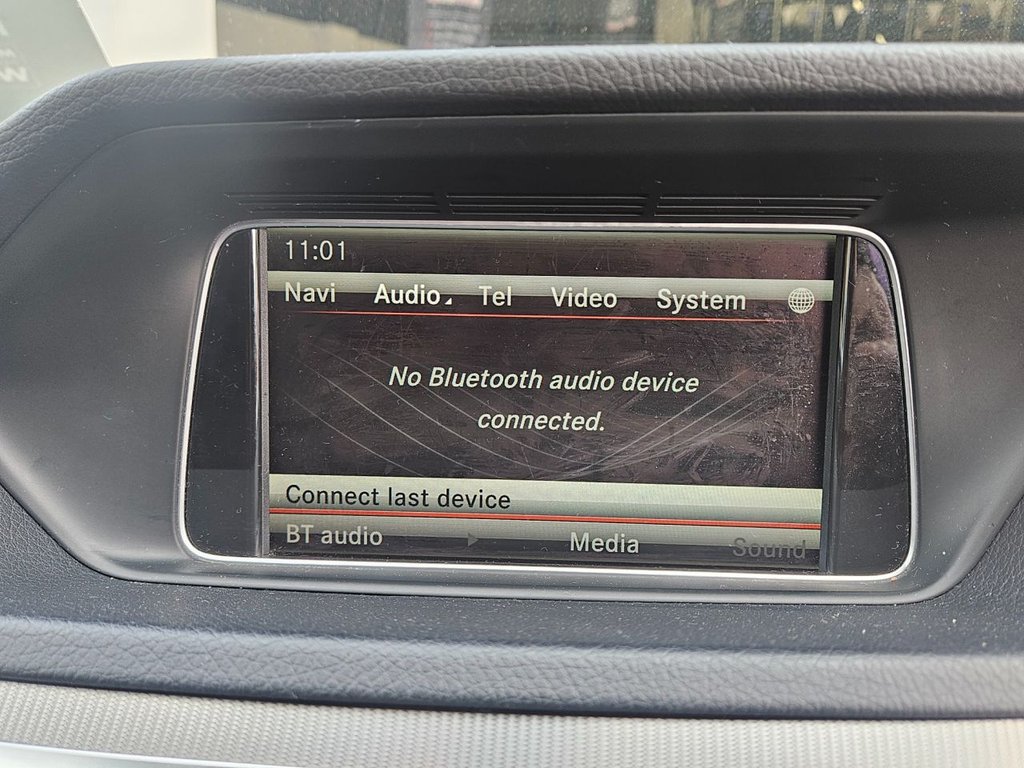 11:01
Navi Audio Tel Video System
No Bluetooth audio device
connected.
Connect last device
BT audio Media Sound